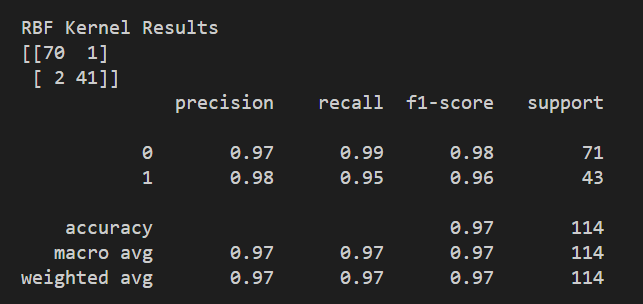 RBF Kernel Results
[[70  1]
 [ 2 41]]
              precision    recall  f1-score   support

           0       0.97      0.99      0.98        71
           1       0.98      0.95      0.96        43

    accuracy                           0.97       114
   macro avg       0.97      0.97      0.97       114
weighted avg       0.97      0.97      0.97       114